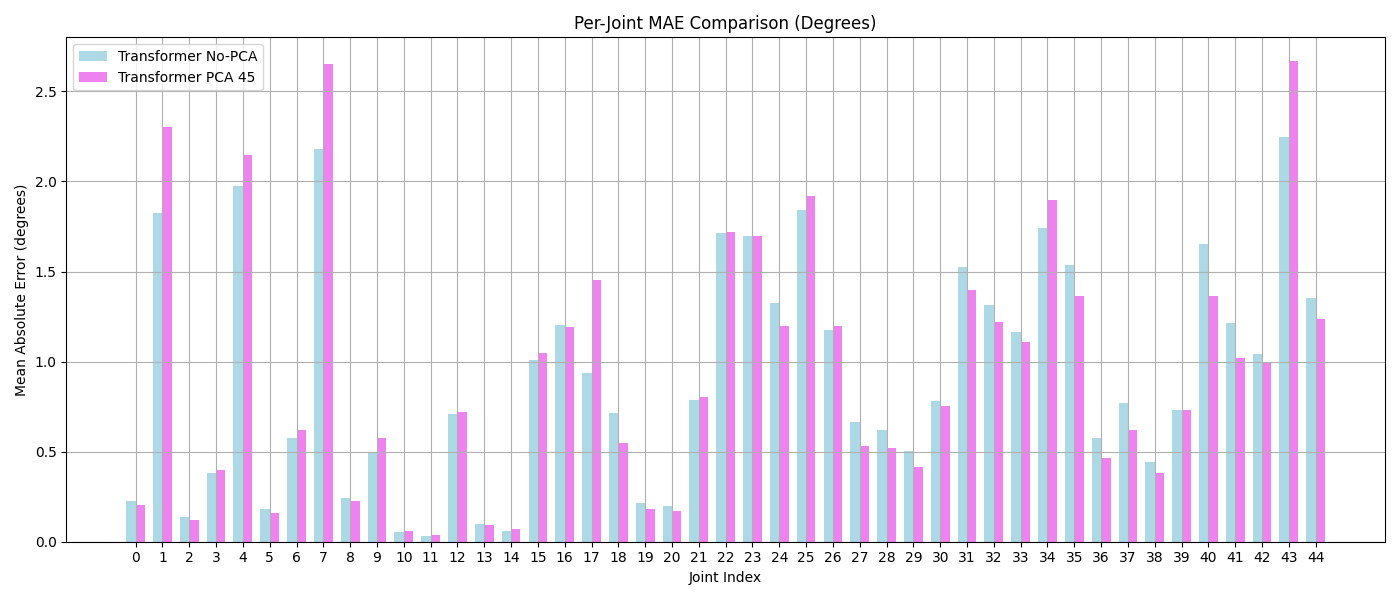 Per-Joint MAE Comparison (Degrees)
Transformer No-PCA
Transformer PCA 45
Mean Absolute Error (degrees)
2.5
2.0
1.5
1.0
0.5
0.0
0 1 2 3 4 5 6 7 8 9 10 11 12 13 14 15 16 17 18 19 20 21 22 23 24 25 26 27 28 29 30 31 32 33 34 35 36 37 38 39 40 41 42 43 44
Joint Index